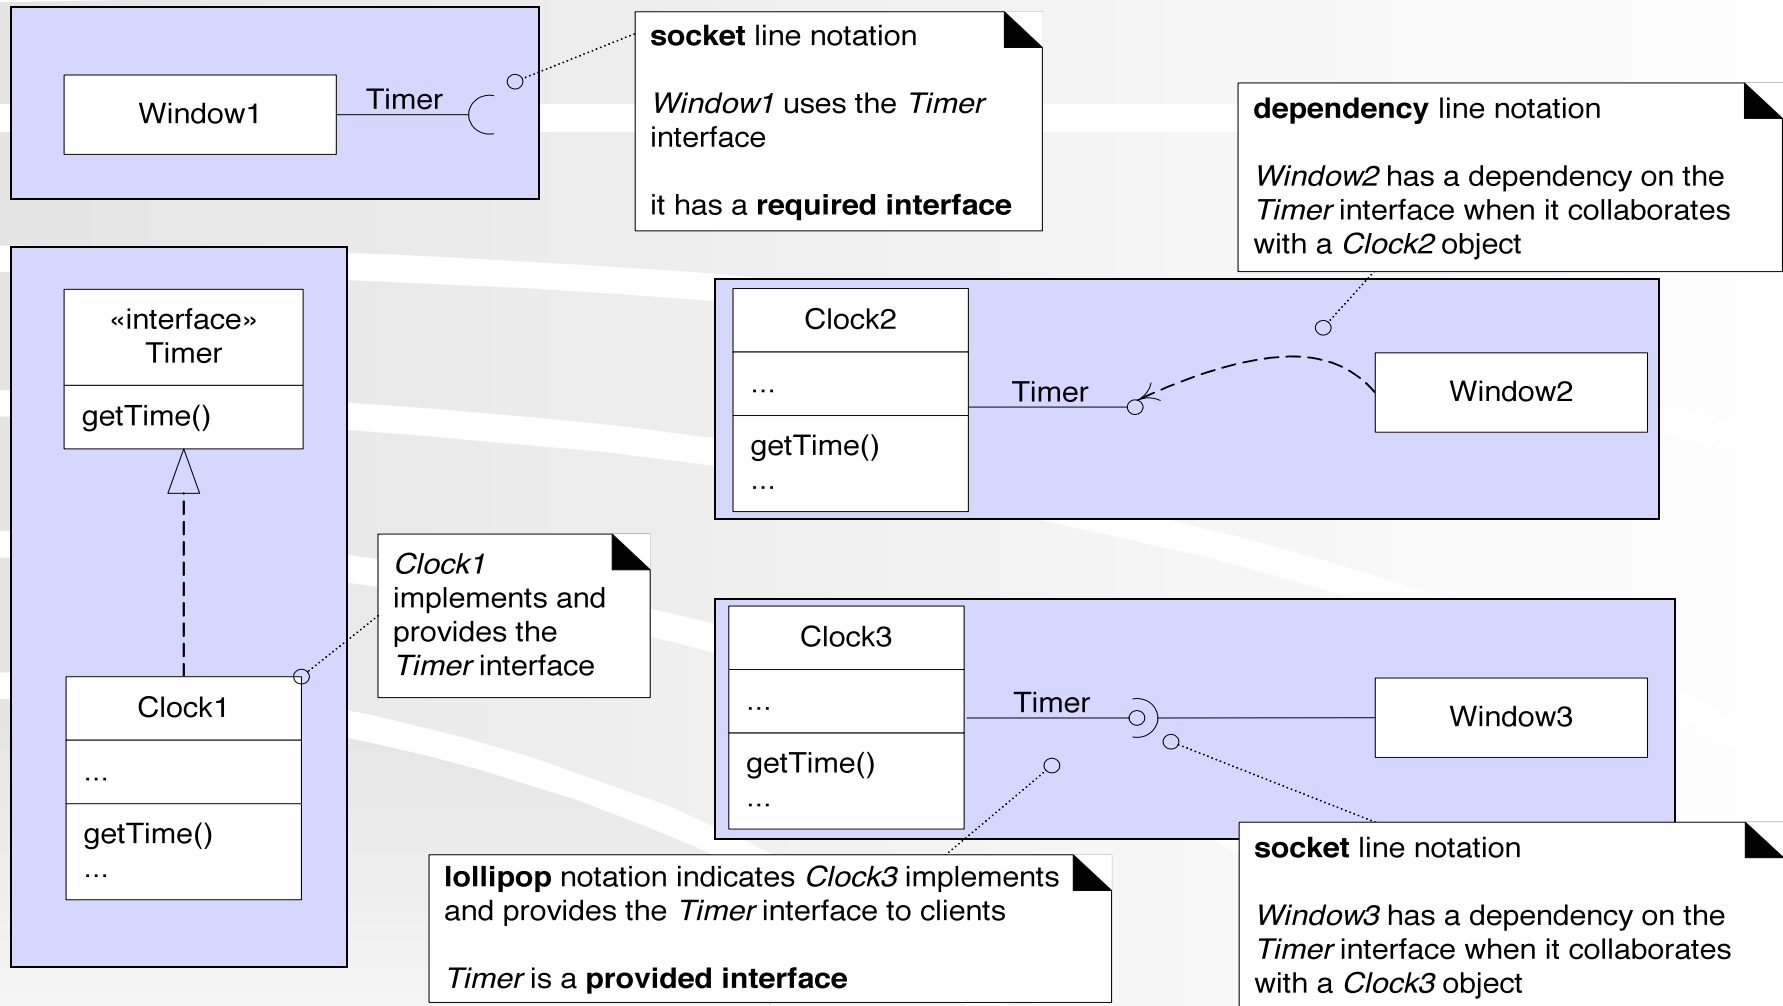 Window1
Timer
socket line notation
Window1 uses the Timer
interface
it has a required interface
dependency line notation
Window2 has a dependency on the
Timer interface when it collaborates
with a Clock2 object
«interface»
Timer
getTime()
Clock1
implements and
provides the
Timer interface
Clock1
...
getTime()
...
Clock2
...
getTime()
...
Timer
Window2
Clock3
...
getTime()
...
Timer
Window3
lollipop notation indicates Clock3 implements
and provides the Timer interface to clients
Timer is a provided interface
socket line notation
Window3 has a dependency on the
Timer interface when it collaborates
with a Clock3 object